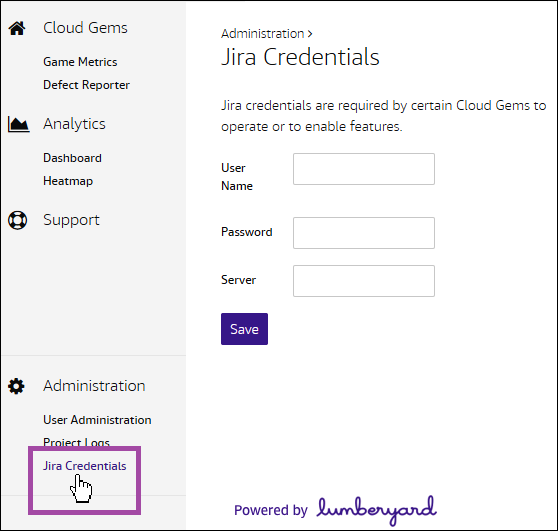 Cloud Gems
Game Metrics
Defect Reporter
Analytics
Dashboard
Heatmap
Support
Administration
User Administration
Project Logs
Jira Credentials
Administration >
Jira Credentials
Jira credentials are required by certain Cloud Gems to
operate or to enable features.
User
Name
Password
Server
Save
Powered by lumberyard